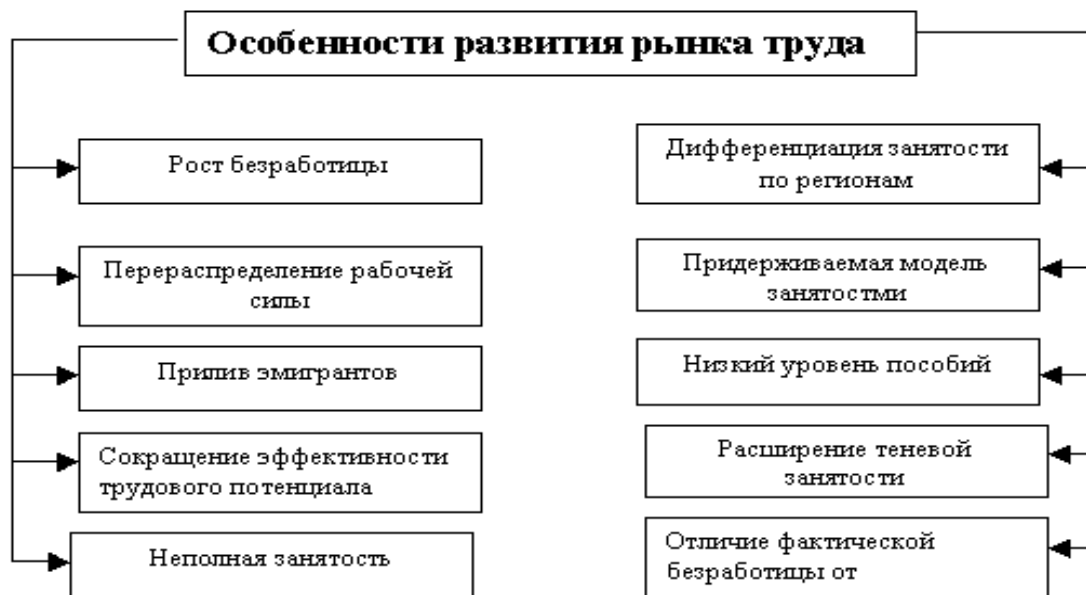 Особенности развития рынка труда
Рост безработицы
Перераспределение рабочей
силы
Прилив эмигрантов
Сокращение эффективности
трудового потенциала
Неполная занятость
Дифференциация занятости
по регионам
Придерживаемая модель
занятостми
Низкий уровень пособий
Расширение теневой
занятости
Отличие фактической
безработицы от